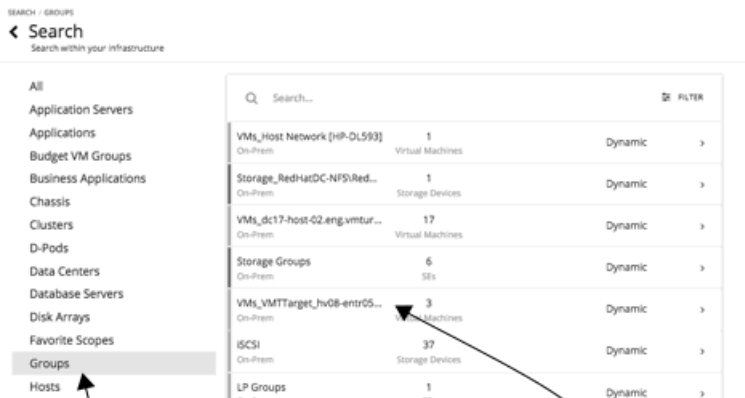 SEARCH / GROUPS
Search
Search within your infrastructure
All
Application Servers
Applications
Budget VM Groups
Business Applications
Chassis
Clusters
D-Pods
Data Centers
Database Servers
Disk Arrays
Favorite Scopes
Groups
Hosts
Search...
FILTER
VMs_Host Network [HP-DL593] 1 Dynamic
On-Prem Virtual Machines
Storage_RedHatDC-NFS\Red... 1 Dynamic
On-Prem Storage Devices
VMs_dc17-host-02.eng.vmtur... 17 Dynamic
On-Prem Virtual Machines
Storage Groups 6 Dynamic
On-Prem SEs
VMs_VMTTarget_hv08-entr05... 3 Dynamic
On-Prem Virtual Machines
iSCSI 37 Dynamic
On-Prem Storage Devices
LP Groups 1 Dynamic